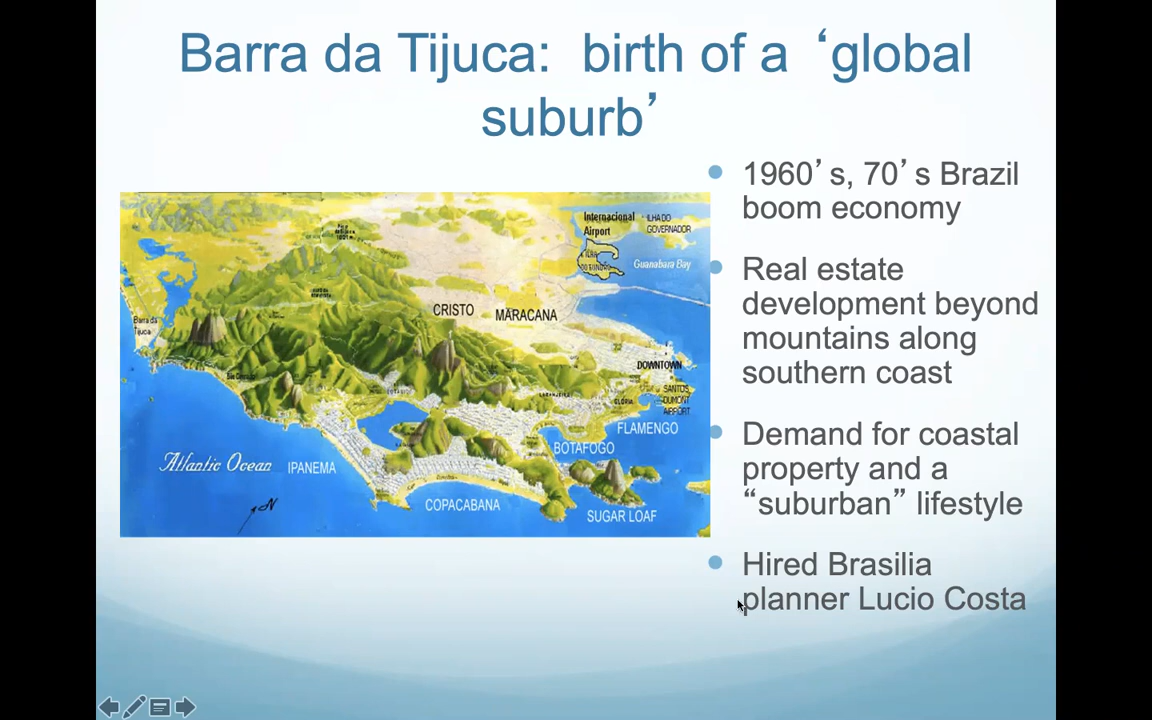 Barra da Tijuca:  birth of a ‘global
suburb’
1960’s, 70’s Brazil
boom economy
Real estate
development beyond
mountains along
southern coast
Demand for coastal
property and a
“suburban” lifestyle
Hired Brasilia
planner Lucio Costa
Internacional
Airport
ILHA DO
GOVERNADOR
Guanabara Bay
CRISTO
MARACANA
Barra da
Tijuca
DOWNTOWN
SANTOS
DUMONT
AIRPORT
GLORIA
LARANJEIRAS
FLAMENGO
BOTAFOGO
Atlantic Ocean
IPANEMA
N
COPACABANA
SUGAR LOAF